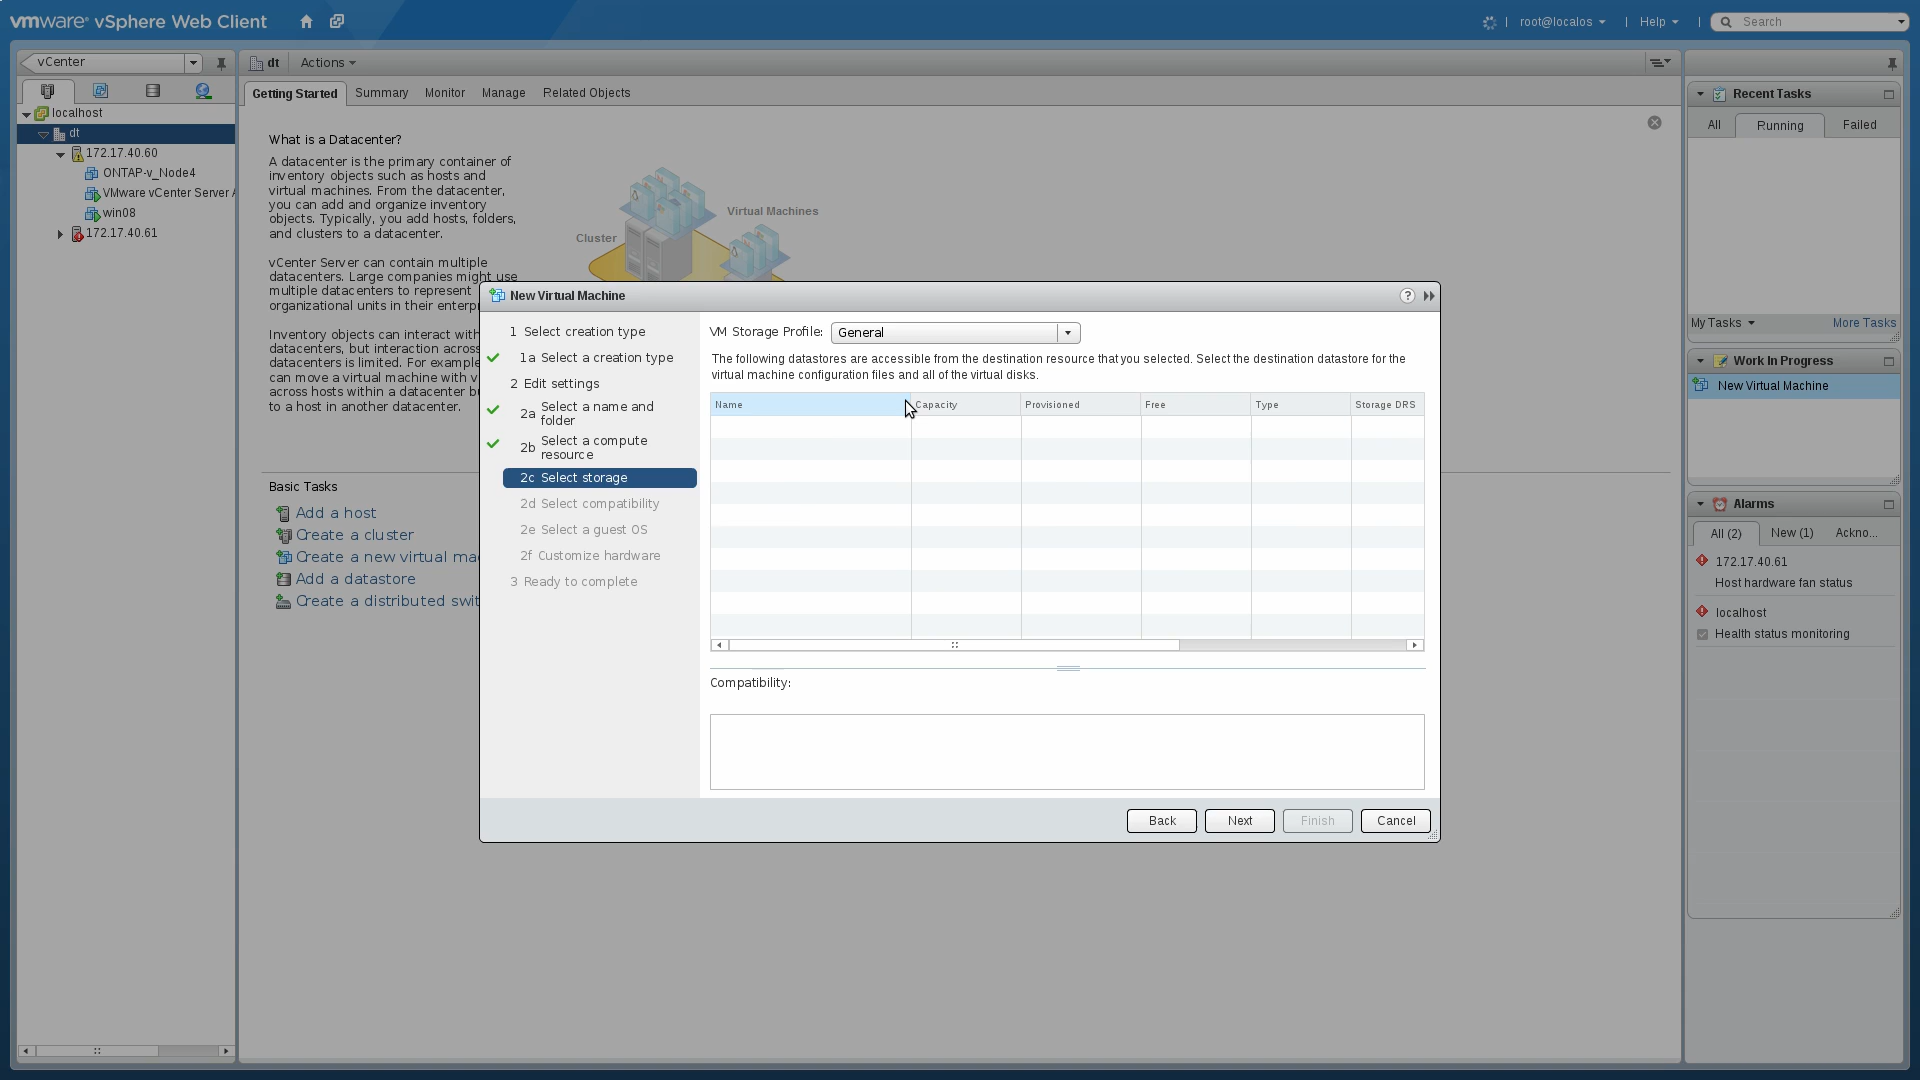 vmware® vSphere Web Client
root@localos
Help
Search
vCenter
localhost
dt
172.17.40.60
ONTAP-v_Node4
VMware vCenter Server A
win08
172.17.40.61
dt
Actions
Getting Started
Summary
Monitor
Manage
Related Objects
What is a Datacenter?
A datacenter is the primary container of
inventory objects such as hosts and
virtual machines. From the datacenter,
you can add and organize inventory
objects. Typically, you add hosts, folders,
and clusters to a datacenter.
vCenter Server can contain multiple
datacenters. Large companies might use
multiple datacenters to represent
organizational units in their enterp
Inventory objects can interact with
datacenters, but interaction across
datacenters is limited. For example
can move a virtual machine with v
across hosts within a datacenter b
to a host in another datacenter.
Cluster
Virtual Machines
Basic Tasks
Add a host
Create a cluster
Create a new virtual ma
Add a datastore
Create a distributed swit
New Virtual Machine
?
1 Select creation type
1a Select a creation type
2 Edit settings
2a Select a name and
folder
2b Select a compute
resource
2c Select storage
2d Select compatibility
2e Select a guest OS
2f Customize hardware
3 Ready to complete
VM Storage Profile:
General
The following datastores are accessible from the destination resource that you selected. Select the destination datastore for the
virtual machine configuration files and all of the virtual disks.
Name
Capacity
Provisioned
Free
Type
Storage DRS
Compatibility:
Back
Next
Finish
Cancel
Recent Tasks
All
Running
Failed
My Tasks
More Tasks
Work In Progress
New Virtual Machine
Alarms
All (2)
New (1)
Ackno...
172.17.40.61
Host hardware fan status
localhost
Health status monitoring